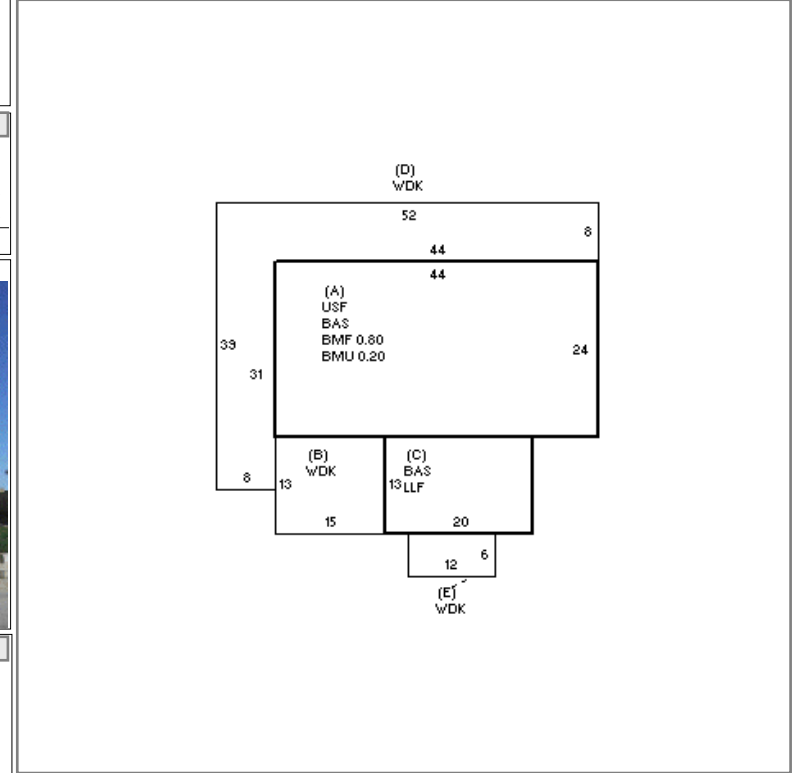 (D)
WDK
52
8
44
44
(A)
USF
BAS
BMF 0.80
BMU 0.20
39
31
24
(B)
WDK
(C)
BAS
LLF
8
13
13
15
20
12
6
(E)
WDK